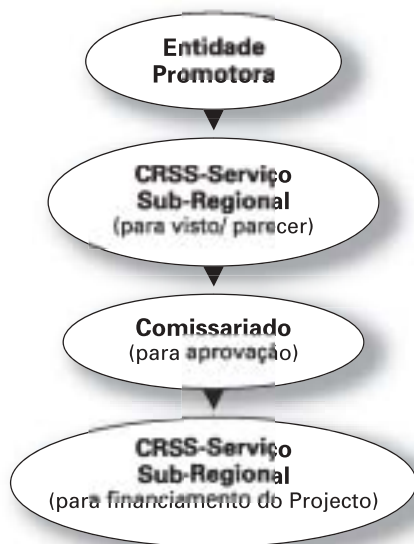 Entidade
Promotora
CRSS-Serviço
Sub-Regional
(para visto/ parecer)
Comissariado
(para aprovação)
CRSS-Serviço
Sub-Regional
(para financiamento do Projecto)